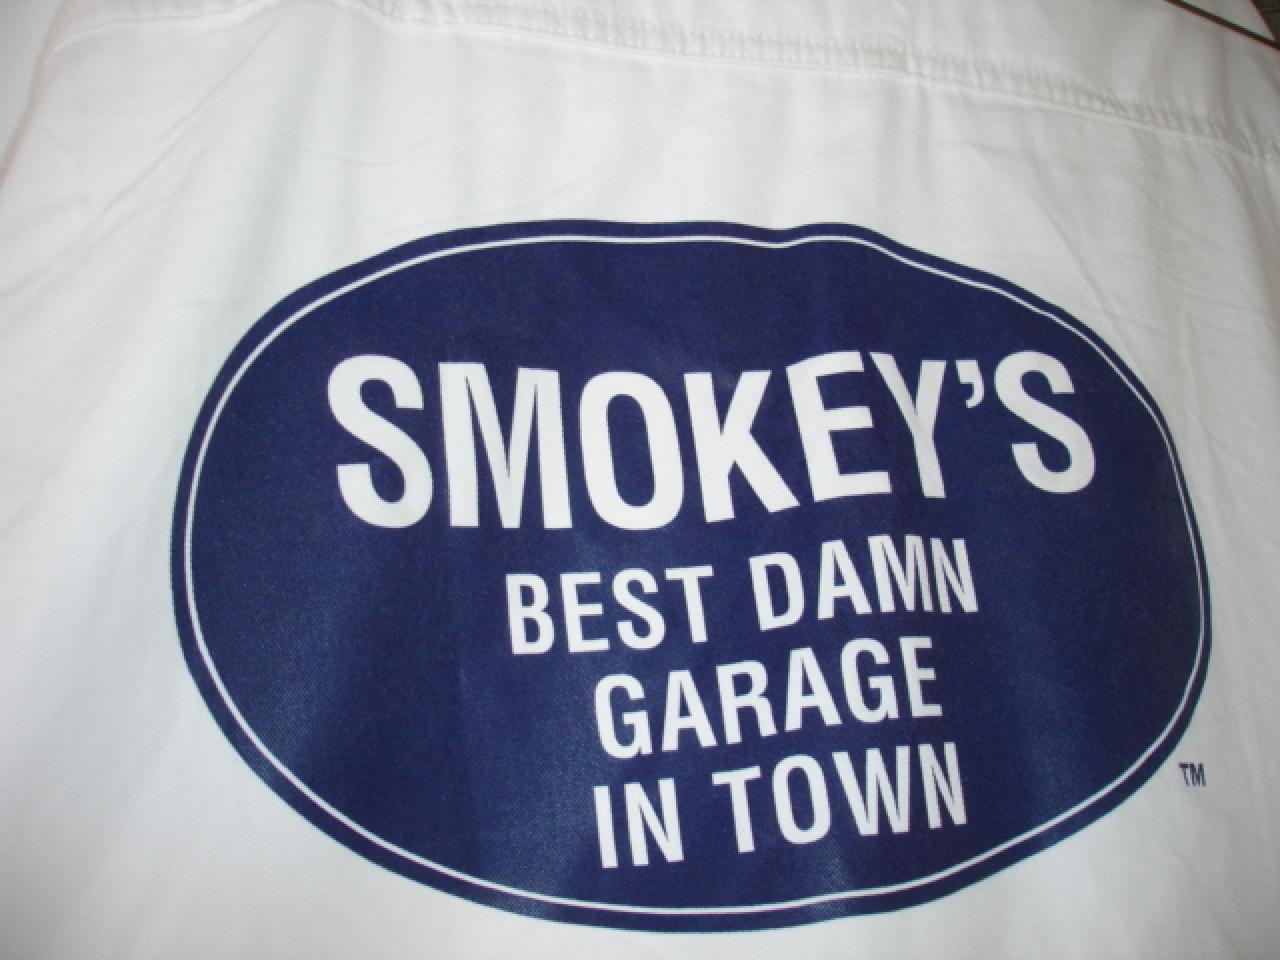 SMOKEY'S
BEST DAMN
GARAGE
IN TOWN
TM